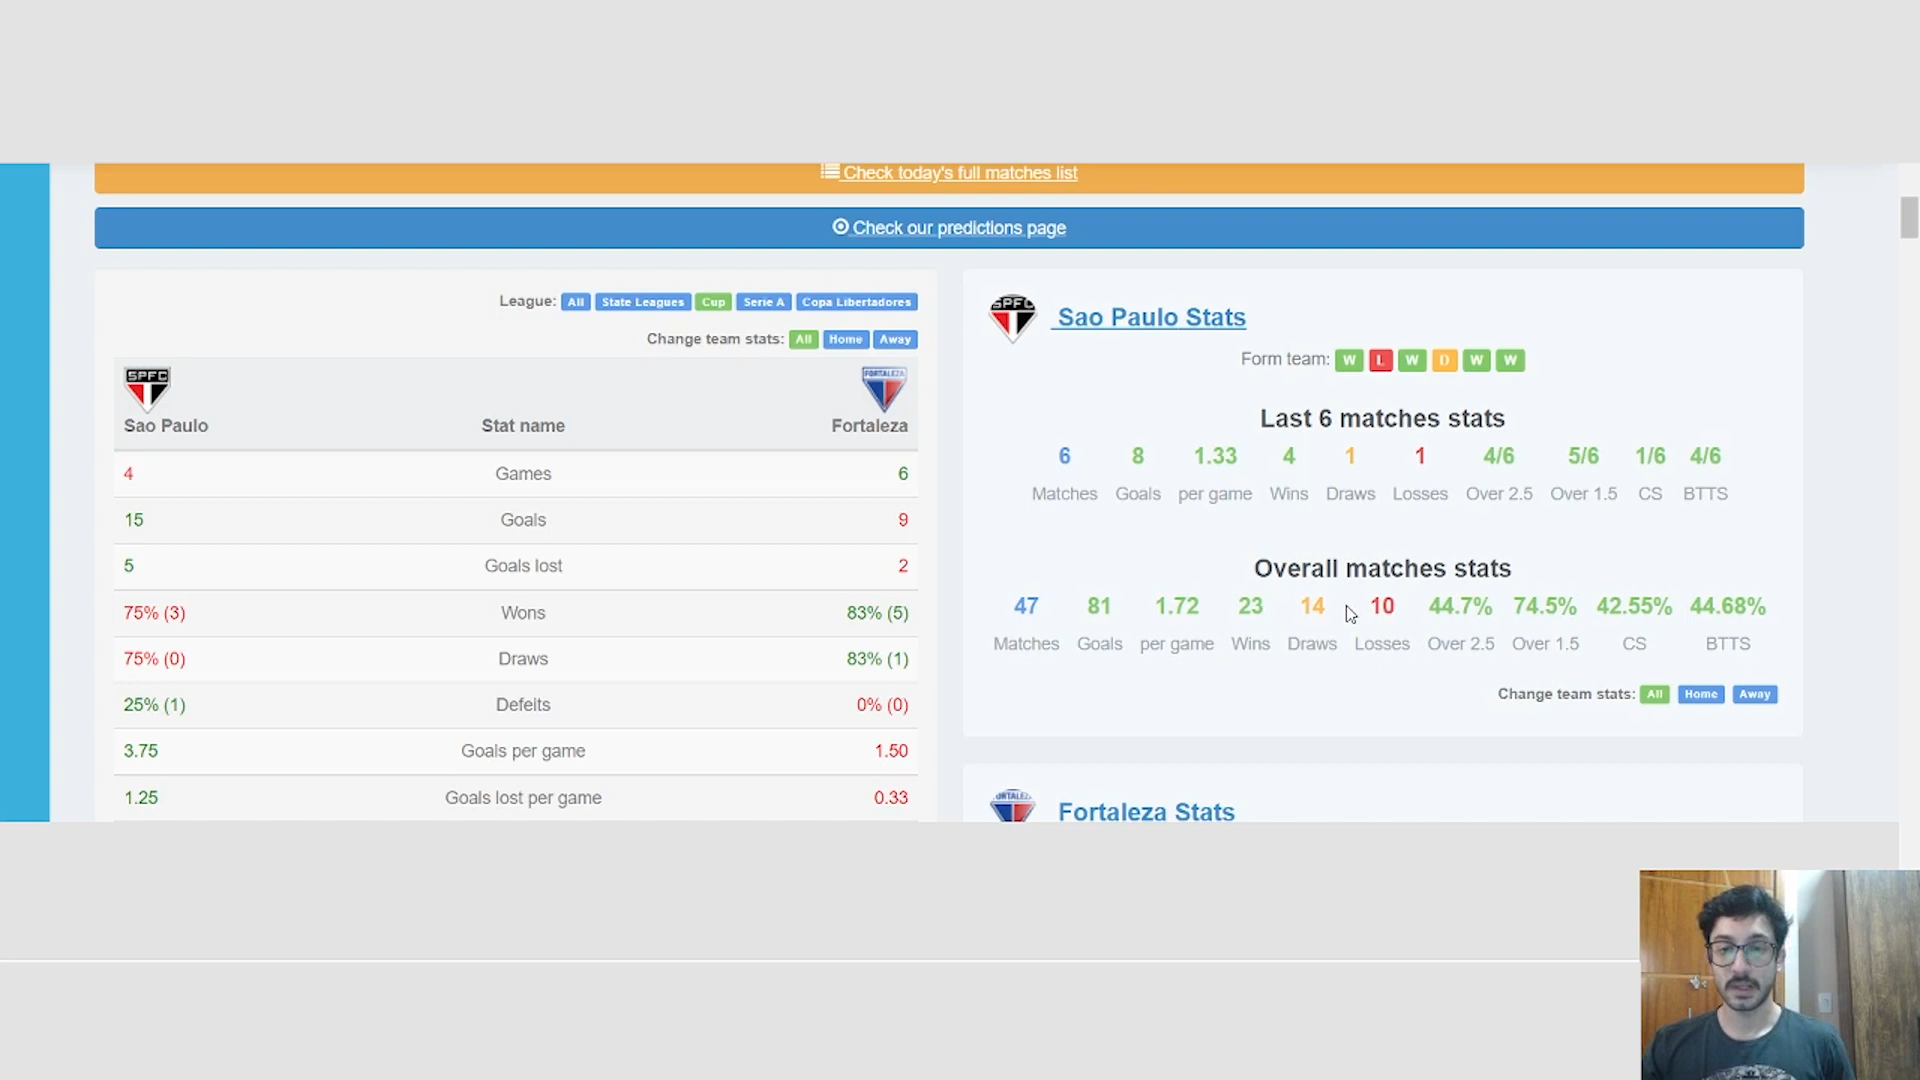 Check today's full matches list
Check our predictions page
League: All State Leagues Cup Serie A Copa Libertadores
Change team stats: All Home Away
SPFC
FORTALEZA
Sao Paulo Stat name Fortaleza
4 Games 6
15 Goals 9
5 Goals lost 2
75% (3) Wons 83% (5)
75% (0) Draws 83% (1)
25% (1) Defeits 0% (0)
3.75 Goals per game 1.50
1.25 Goals lost per game 0.33
SPFC
Sao Paulo Stats
Form team: W L W D W W
Last 6 matches stats
6 8 1.33 4 1 1 4/6 5/6 1/6 4/6
Matches Goals per game Wins Draws Losses Over 2.5 Over 1.5 CS BTTS
Overall matches stats
47 81 1.72 23 14 10 44.7% 74.5% 42.55% 44.68%
Matches Goals per game Wins Draws Losses Over 2.5 Over 1.5 CS BTTS
Change team stats: All Home Away
FORTALEZA
Fortaleza Stats